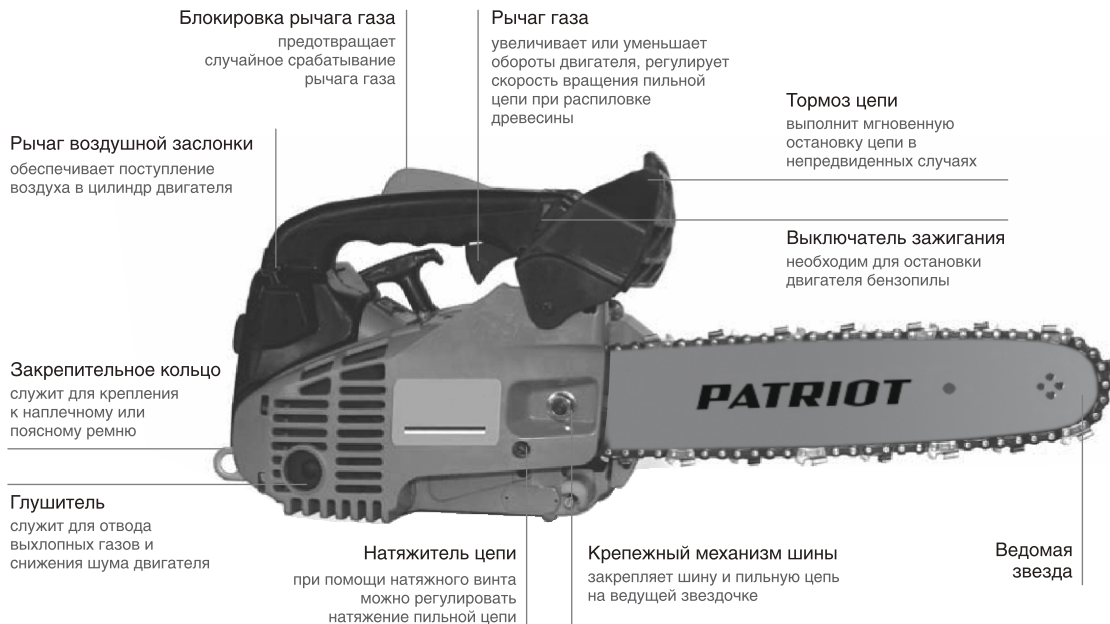 Блокировка рычага газа
предотвращает
случайное срабатывание
рычага газа
Рычаг газа
увеличивает или уменьшает
обороты двигателя, регулирует
скорость вращения пильной
цепи при распиловке
древесины
Тормоз цепи
выполнит мгновенную
остановку цепи в
непредвиденных случаях
Рычаг воздушной заслонки
обеспечивает поступление
воздуха в цилиндр двигателя
Выключатель зажигания
необходим для остановки
двигателя бензопилы
Закрепительное кольцо
служит для крепления
к наплечному или
поясному ремню
PATRIOT
Глушитель
служит для отвода
выхлопных газов и
снижения шума двигателя
Натяжитель цепи
при помощи натяжного винта
можно регулировать
натяжение пильной цепи
Крепежный механизм шины
закрепляет шину и пильную цепь
на ведущей звездочке
Ведомая
звезда